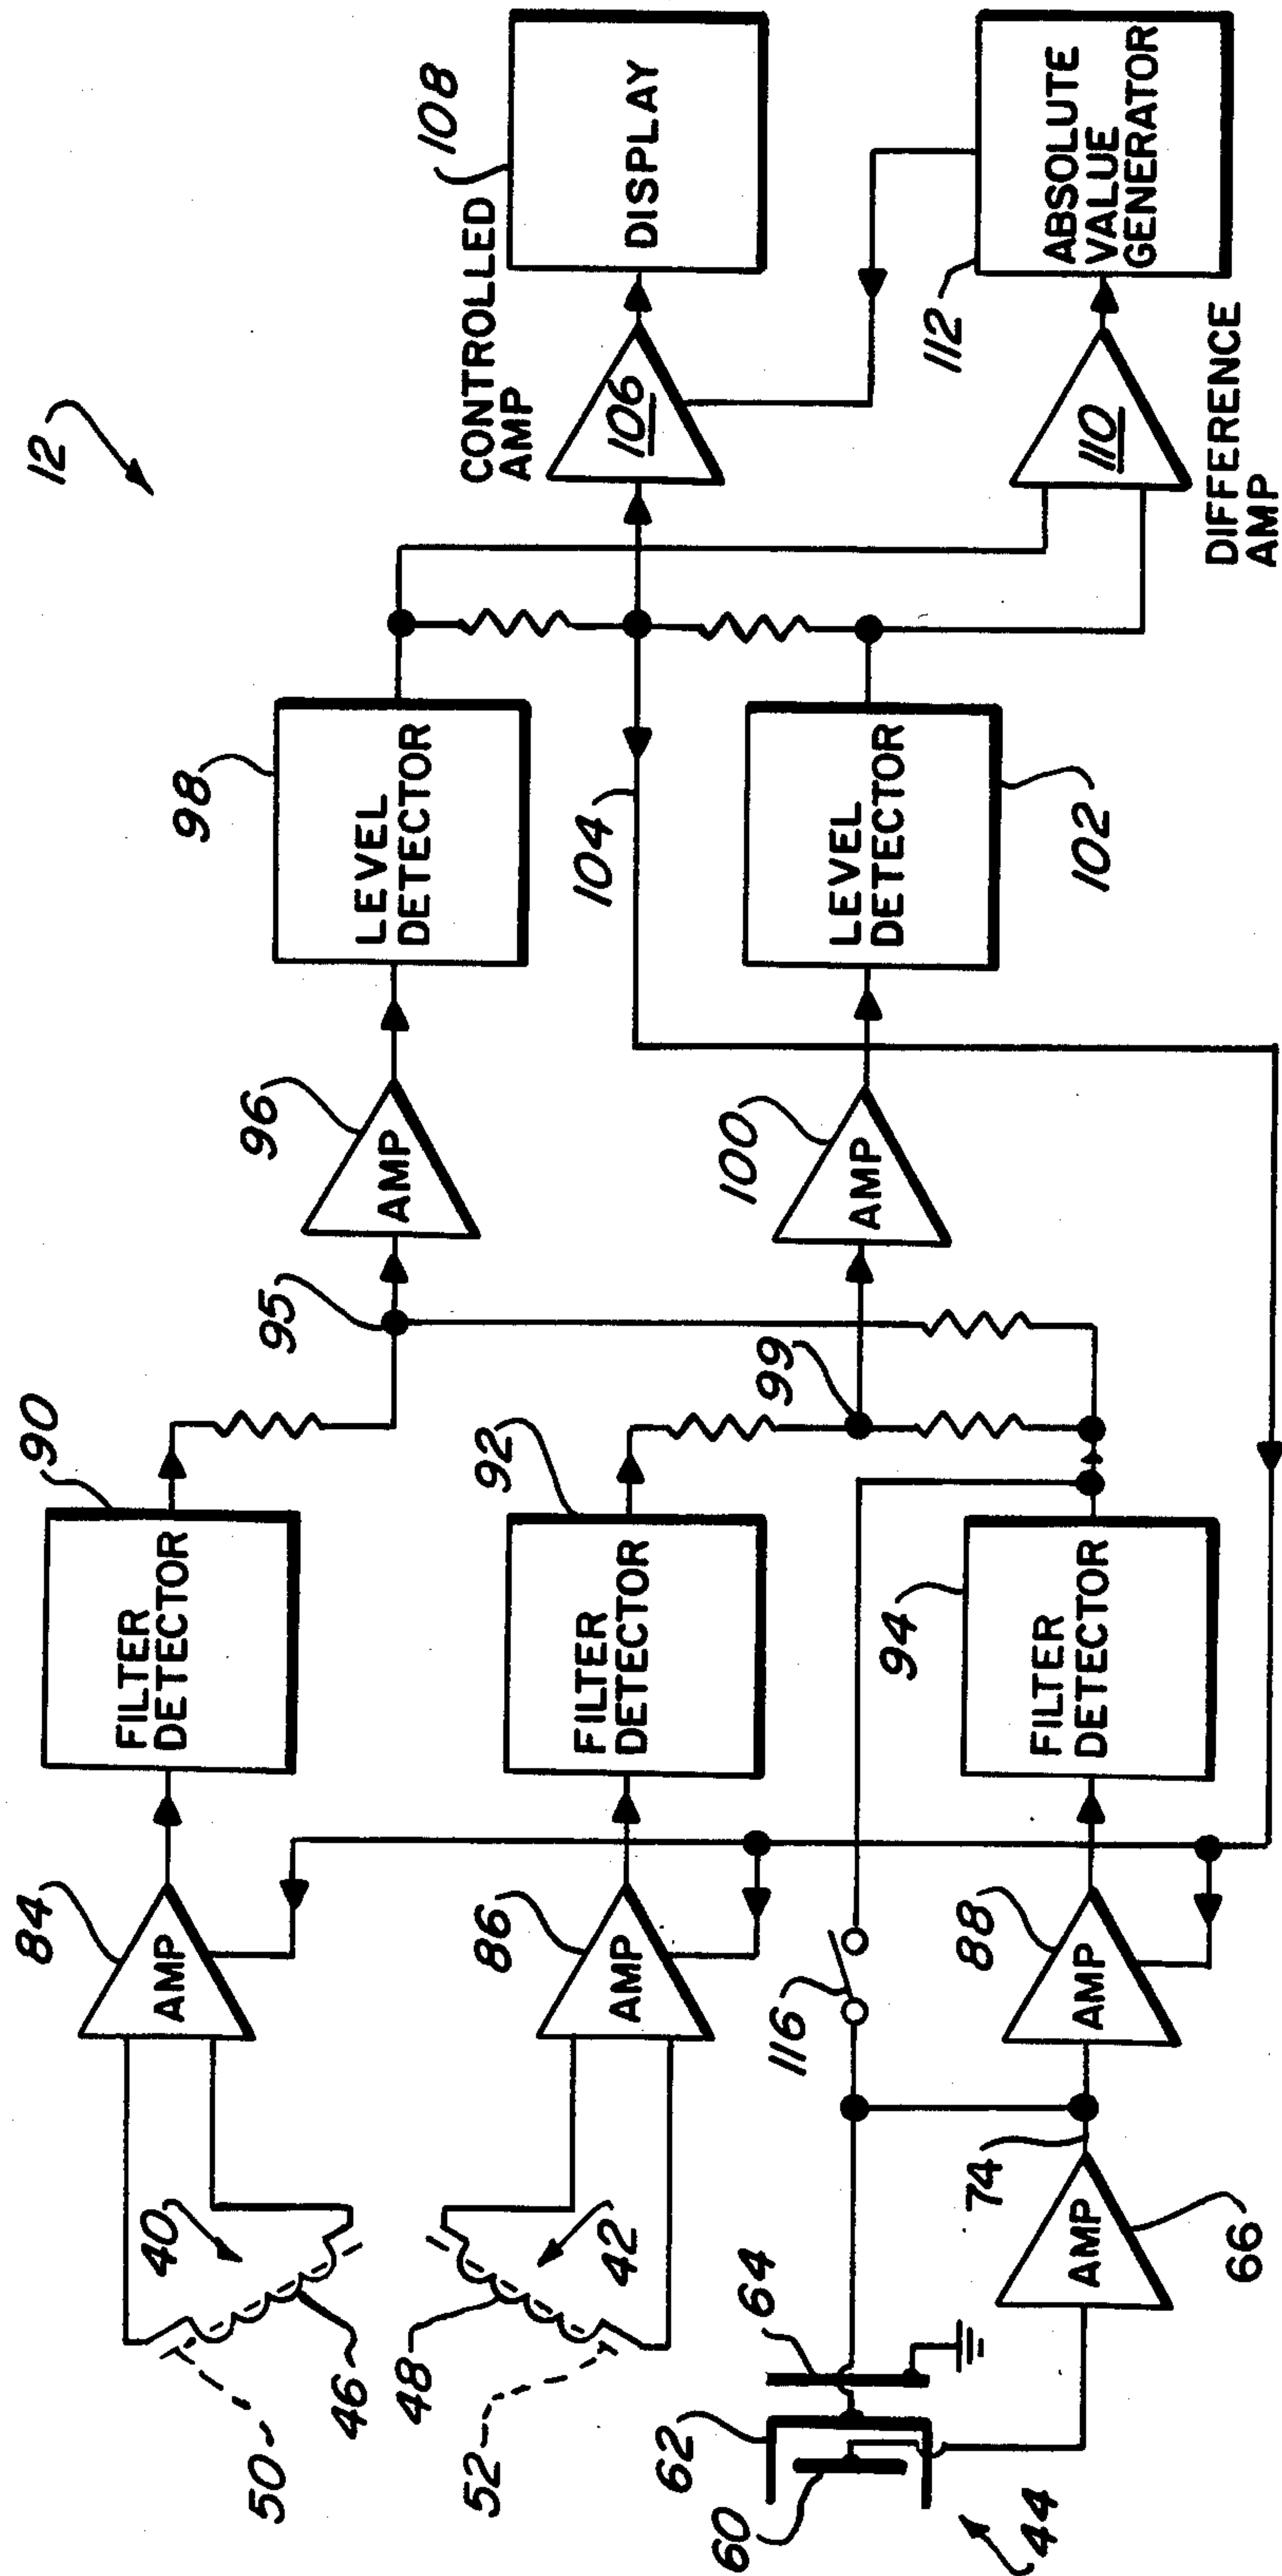 12
84
AMP
90
FILTER
DETECTOR
95
96
AMP
98
LEVEL
DETECTOR
CONTROLLED
AMP
106
108
DISPLAY
40
50
46
42
48
52
86
AMP
92
FILTER
DETECTOR
99
100
AMP
104
LEVEL
DETECTOR
102
110
DIFFERENCE
AMP
112
ABSOLUTE
VALUE
GENERATOR
116
64
62
60
44
74
AMP
66
88
AMP
94
FILTER
DETECTOR